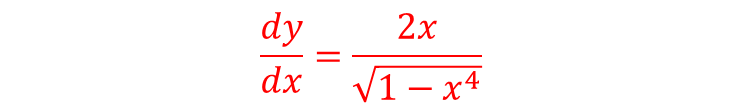 dy/dx = 2x/√(1 − x⁴)